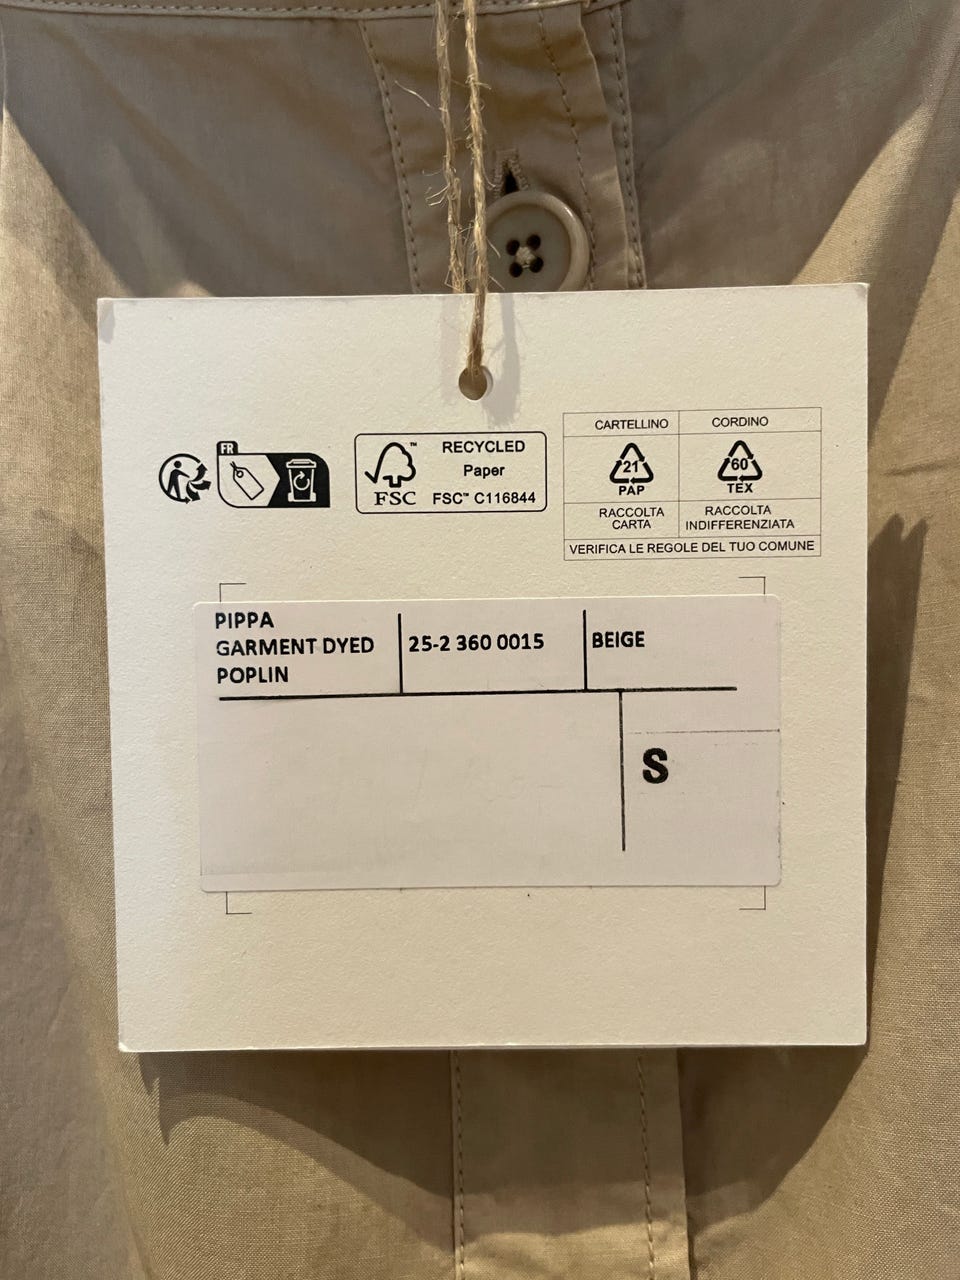 FR
FSC™
RECYCLED
Paper
FSC™ C116844
CARTELLINO
CORDINO
21
PAP
60
TEX
RACCOLTA
CARTA
RACCOLTA
INDIFFERENZIATA
VERIFICA LE REGOLE DEL TUO COMUNE
PIPPA
GARMENT DYED
POPLIN
25-2 360 0015
BEIGE
S